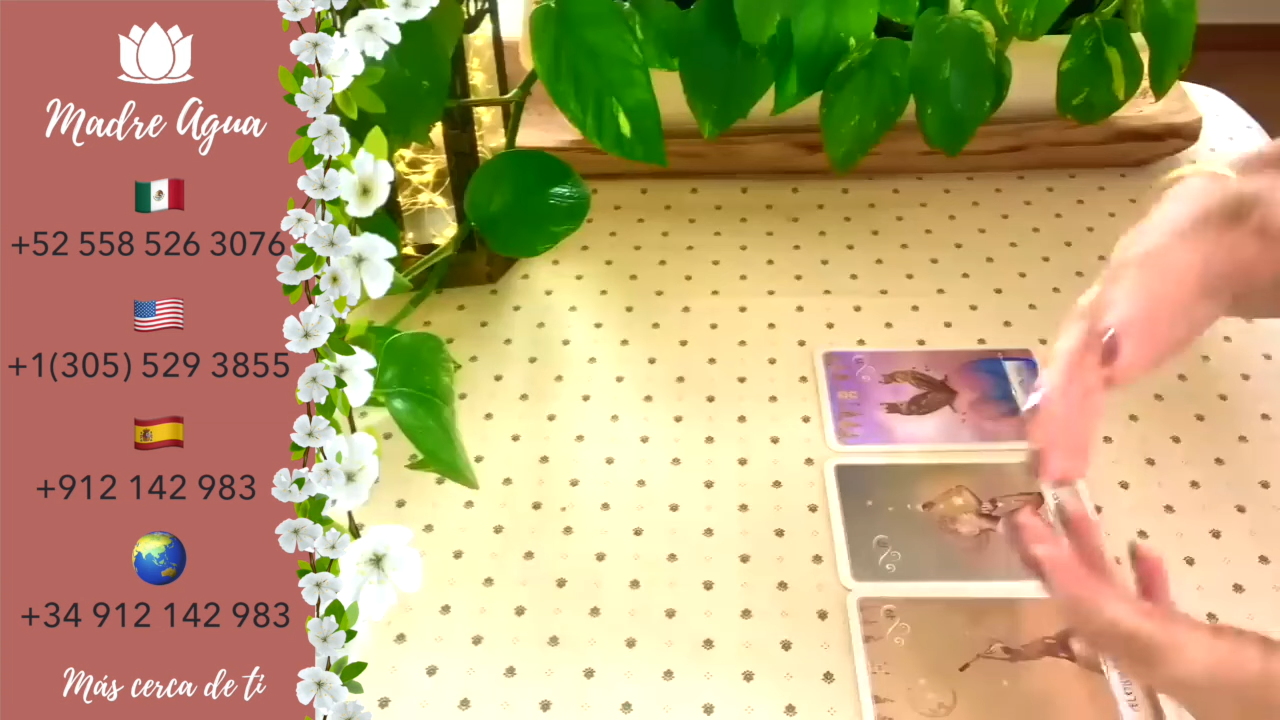 Madre Agua
+52 558 526 3076
+1(305) 529 3855
+912 142 983
+34 912 142 983
Más cerca de ti